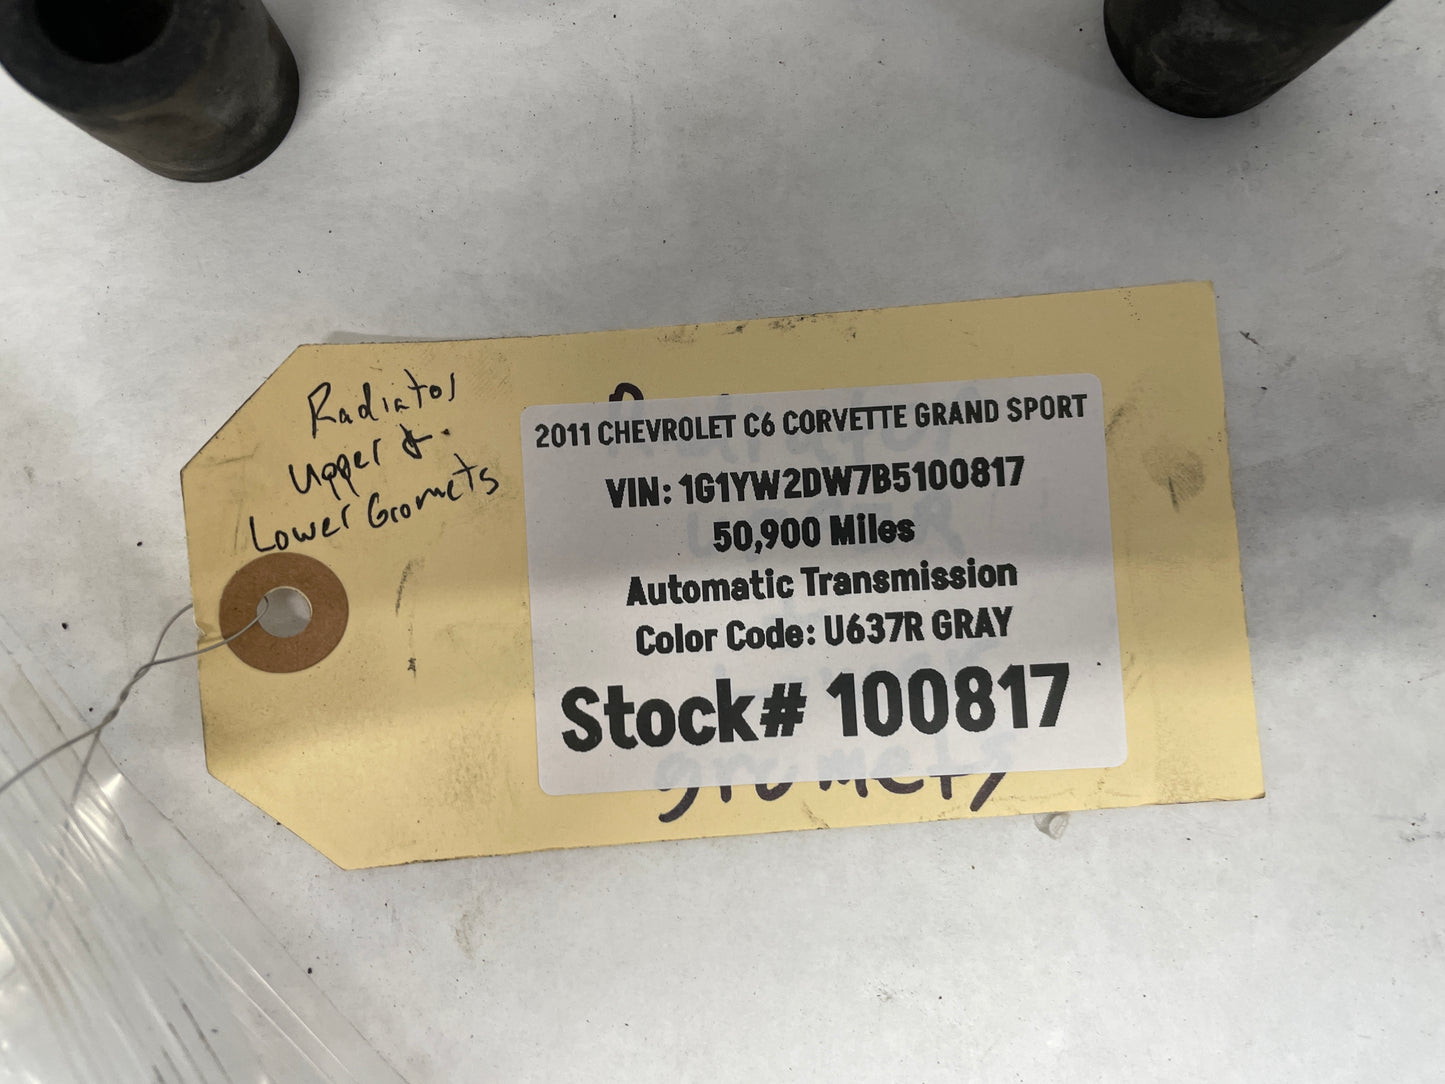 Radiator
upper &
Lower Gromets
2011 CHEVROLET C6 CORVETTE GRAND SPORT
VIN: 1G1YW2DW7B5100817
50,900 Miles
Automatic Transmission
Color Code: U637R GRAY
Stock# 100817
grumets